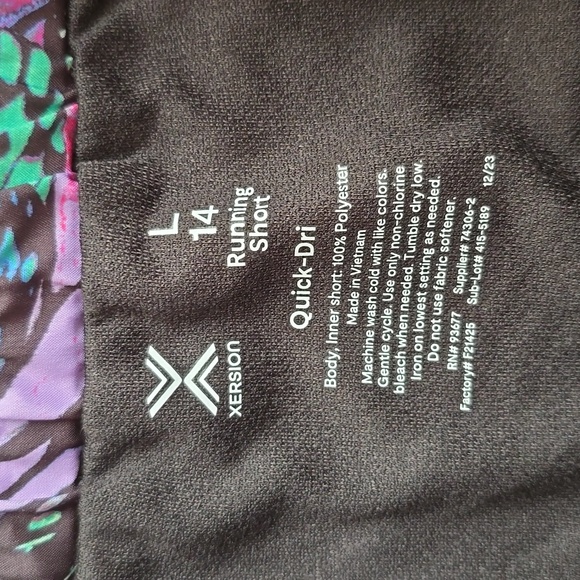 XERSION
L
14
Running
Short
Quick-Dri
Body, Inner short: 100% Polyester
Made in Vietnam
Machine wash cold with like colors.
Gentle cycle. Use only non-chlorine
bleach when needed. Tumble dry low.
Iron on lowest setting as needed.
Do not use fabric softener.
RN# 93677 Supplier# 74306-2
Factory# F21425 Sub-Lot# 415-5189 12/23